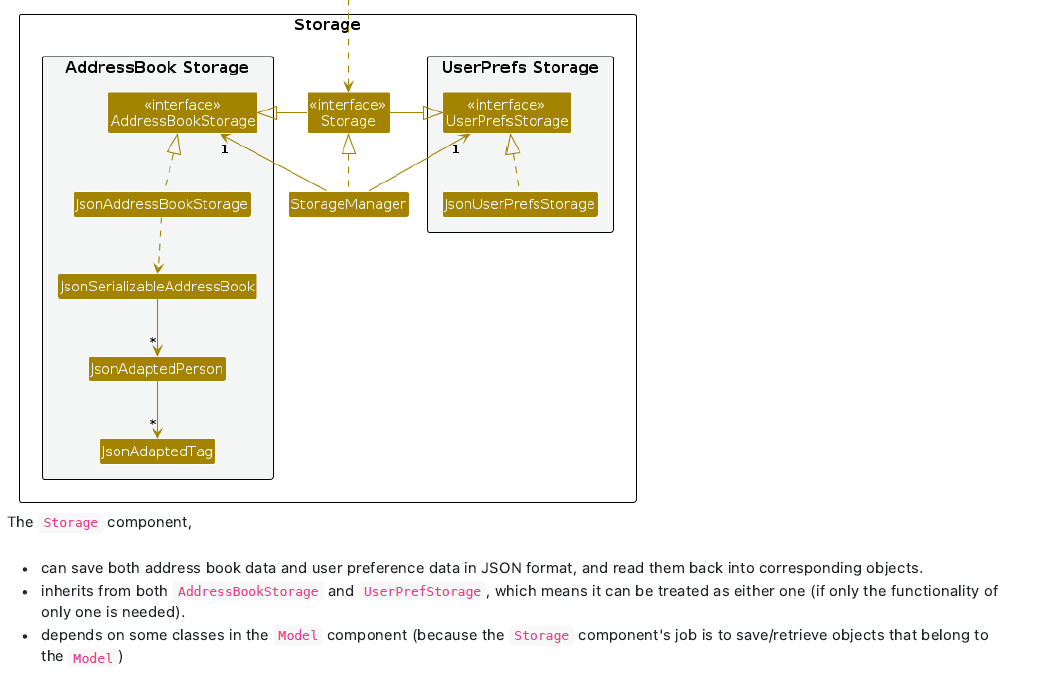 Storage
AddressBook Storage
UserPrefs Storage
«interface»
AddressBookStorage
«interface»
Storage
«interface»
UserPrefsStorage
1
1
JsonAddressBookStorage
StorageManager
JsonUserPrefsStorage
JsonSerializableAddressBook
*
JsonAdaptedPerson
*
JsonAdaptedTag
The Storage component,
• can save both address book data and user preference data in JSON format, and read them back into corresponding objects.
• inherits from both AddressBookStorage and UserPrefStorage, which means it can be treated as either one (if only the functionality of
only one is needed).
• depends on some classes in the Model component (because the Storage component's job is to save/retrieve objects that belong to
the Model)